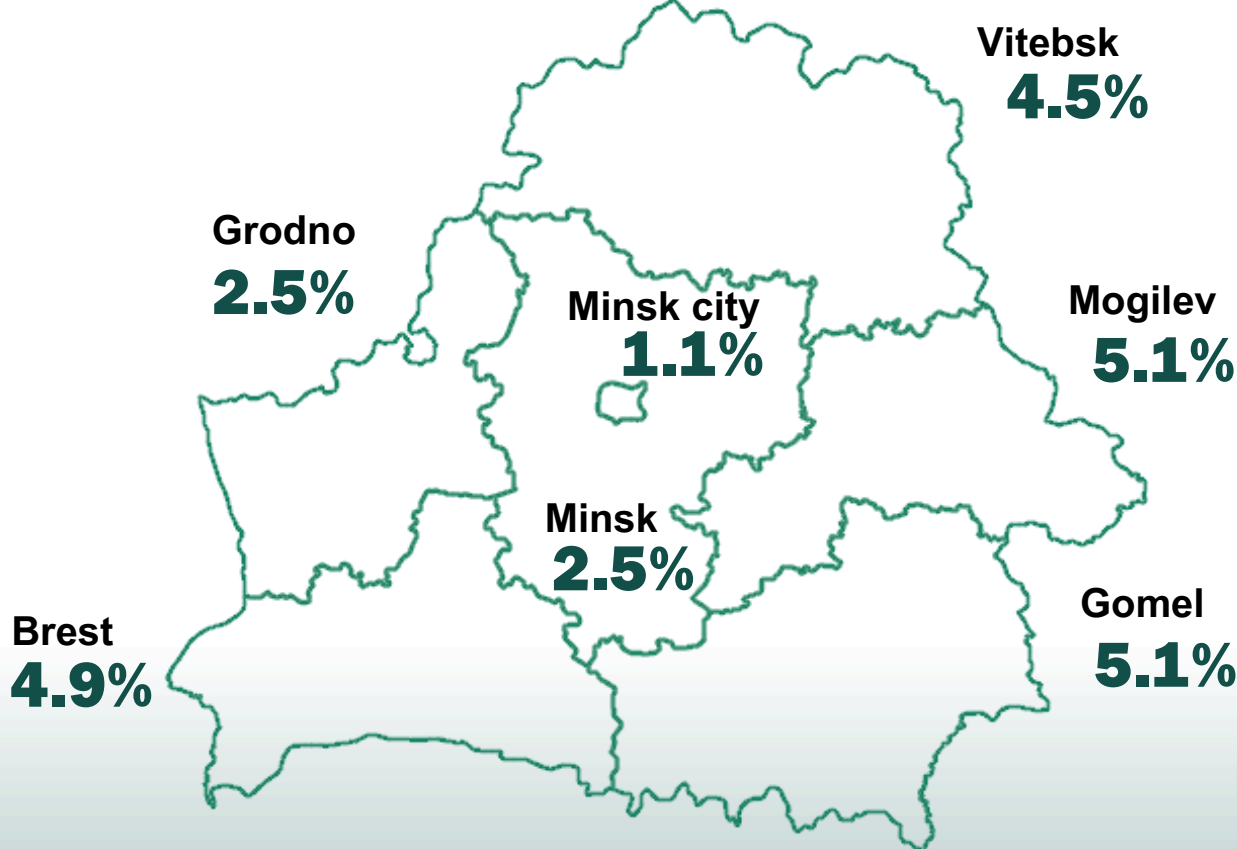 Vitebsk
4.5%
Grodno
2.5%
Minsk city
1.1%
Mogilev
5.1%
Minsk
2.5%
Gomel
5.1%
Brest
4.9%